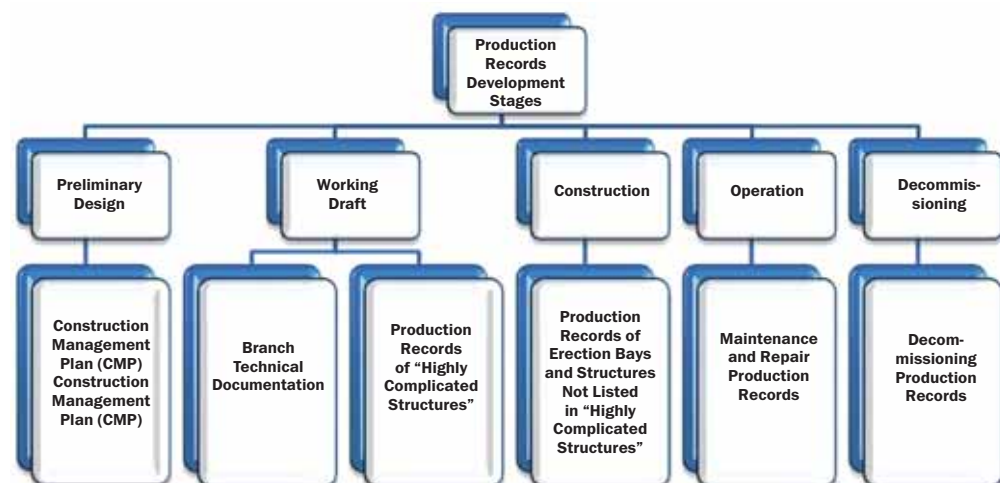 Production
Records
Development
Stages
Preliminary
Design
Working
Draft
Construction
Operation
Decommis-
sioning
Construction
Management
Plan (CMP)
Construction
Management
Plan (CMP)
Branch
Technical
Documentation
Production
Records
of “Highly
Complicated
Structures”
Production
Records of
Erection Bays
and Structures
Not Listed
in “Highly
Complicated
Structures”
Maintenance
and Repair
Production
Records
Decom-
missioning
Production
Records